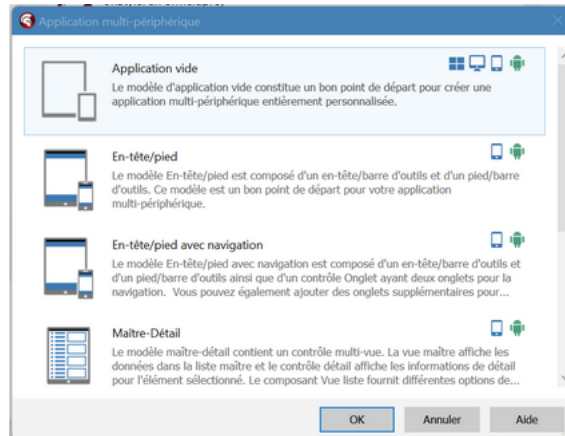 Application multi-périphérique
Application vide
Le modèle d'application vide constitue un bon point de départ pour créer une
application multi-périphérique entièrement personnalisée.
En-tête/pied
Le modèle En-tête/pied est composé d'un en-tête/barre d'outils et d'un pied/barre
d'outils. Ce modèle est un bon point de départ pour votre application
multi-périphérique.
En-tête/pied avec navigation
Le modèle En-tête/pied avec navigation est composé d'un en-tête/barre d'outils et
d'un pied/barre d'outils ainsi que d'un contrôle Onglet ayant deux onglets pour la
navigation. Vous pouvez également ajouter des onglets supplémentaires pour...
Maître-Détail
Le modèle maître-détail contient un contrôle multi-vue. La vue maître affiche les
données dans la liste maître et le contrôle détail affiche les informations de détail
pour l'élément sélectionné. Le composant Vue liste fournit différentes options de...
OK Annuler Aide